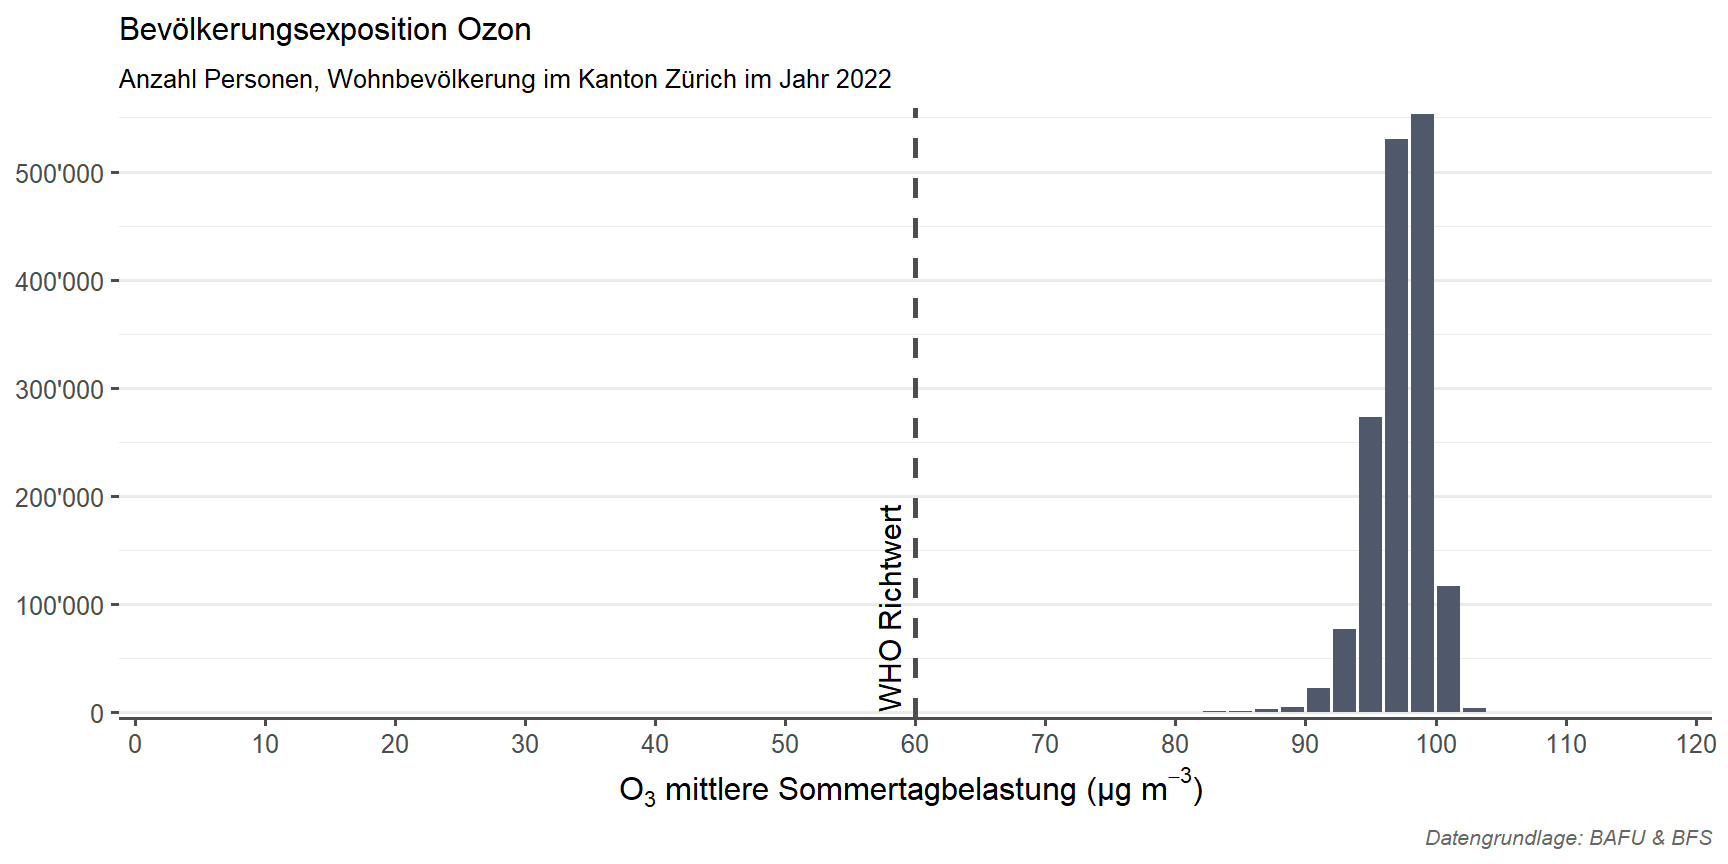 Bevölkerungsexposition Ozon
Anzahl Personen, Wohnbevölkerung im Kanton Zürich im Jahr 2022
500'000
400'000
300'000
200'000
100'000
0
WHO Richtwert
0 10 20 30 40 50 60 70 80 90 100 110 120
O₃ mittlere Sommertagbelastung (µg m⁻³)
Datengrundlage: BAFU & BFS